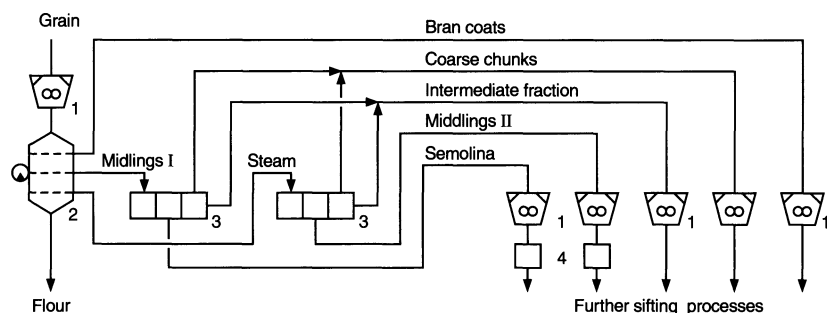 Grain
Bran coats
Coarse chunks
Intermediate fraction
1
Midlings I
Steam
Middlings II
Semolina
2
3
3
1
1
1
4
Flour
Further sifting processes